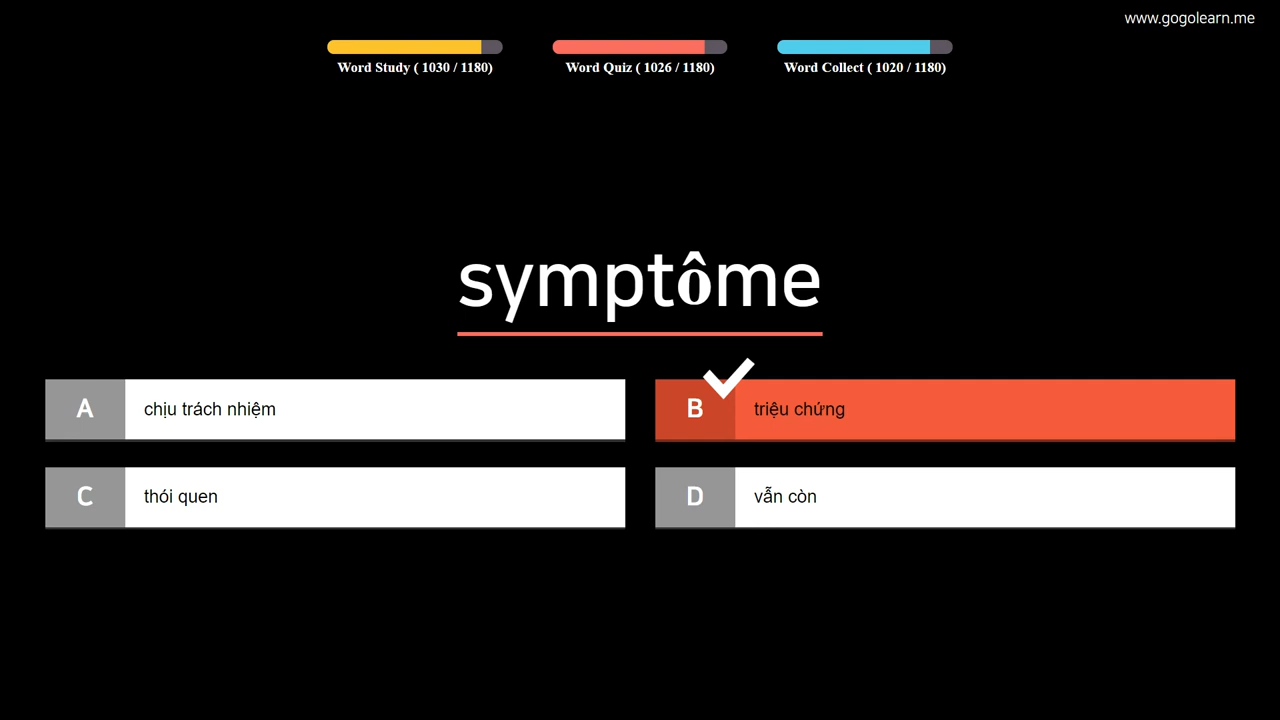 www.gogolearn.me
Word Study ( 1030 / 1180) Word Quiz ( 1026 / 1180) Word Collect ( 1020 / 1180)
symptôme
A chịu trách nhiệm
B triệu chứng
C thói quen
D vẫn còn